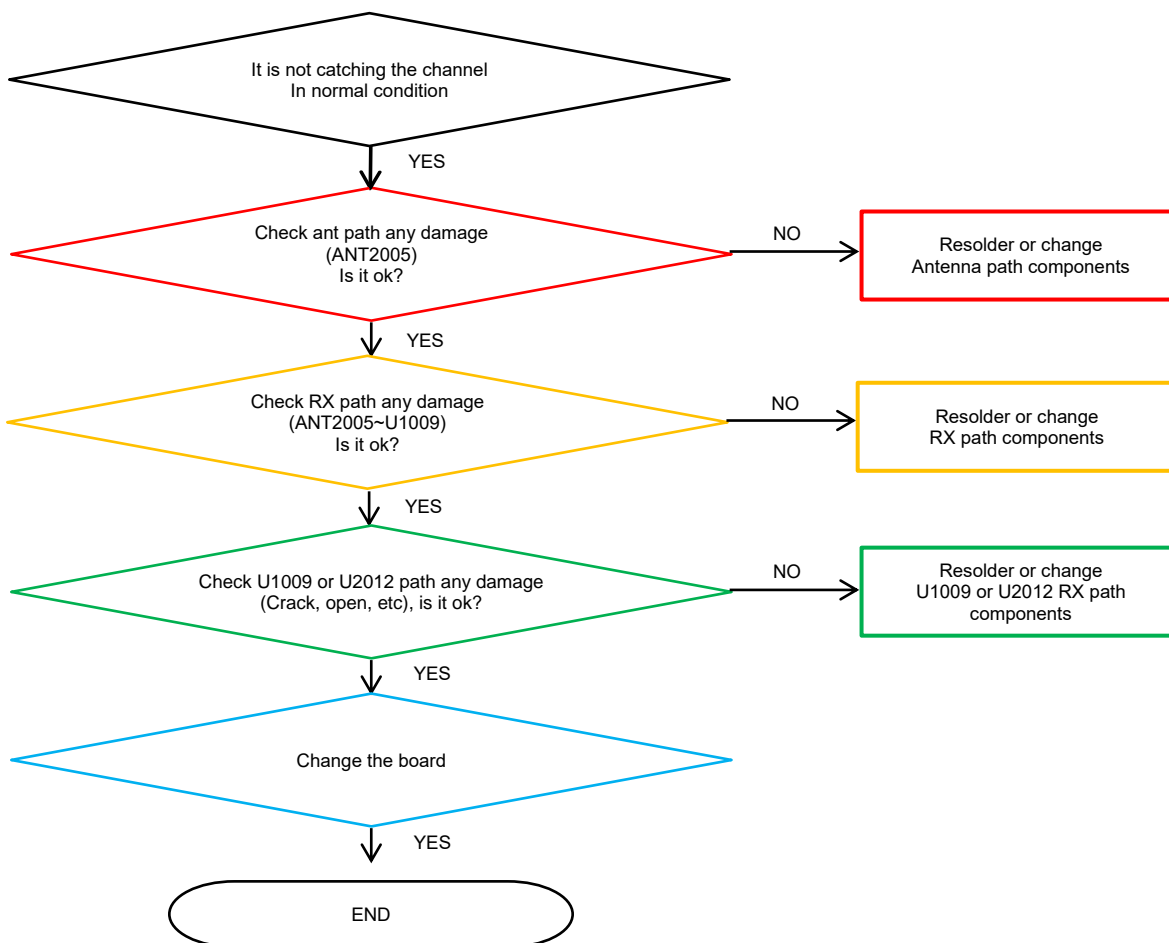 It is not catching the channel
In normal condition
YES
Check ant path any damage
(ANT2005)
Is it ok?
NO
Resolder or change
Antenna path components
YES
Check RX path any damage
(ANT2005~U1009)
Is it ok?
NO
Resolder or change
RX path components
YES
Check U1009 or U2012 path any damage
(Crack, open, etc), is it ok?
NO
Resolder or change
U1009 or U2012 RX path
components
YES
Change the board
YES
END